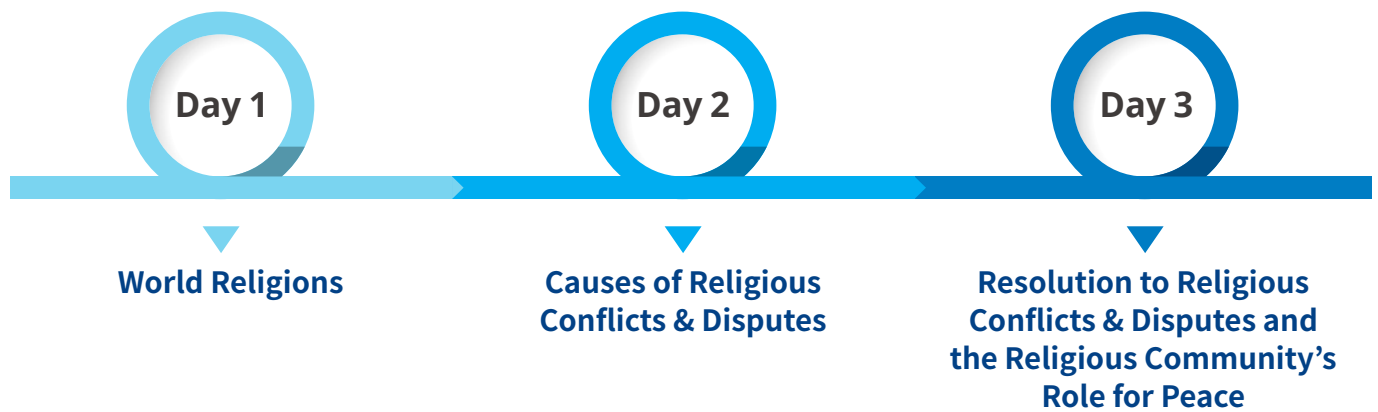 Day 1
World Religions
Day 2
Causes of Religious
Conflicts & Disputes
Day 3
Resolution to Religious
Conflicts & Disputes and
the Religious Community’s
Role for Peace